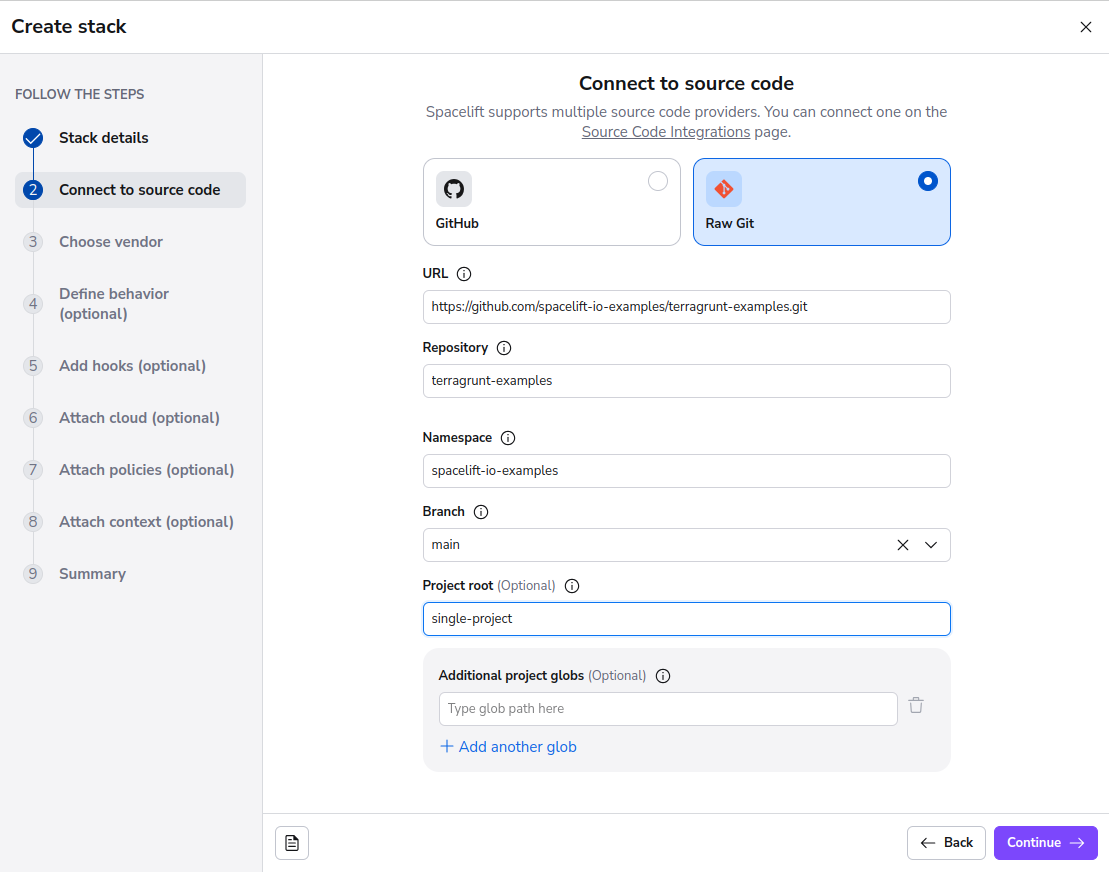 Create stack
FOLLOW THE STEPS
Stack details
2 Connect to source code
3 Choose vendor
4 Define behavior
(optional)
5 Add hooks (optional)
6 Attach cloud (optional)
7 Attach policies (optional)
8 Attach context (optional)
9 Summary
Connect to source code
Spacelift supports multiple source code providers. You can connect one on the
Source Code Integrations page.
GitHub
Raw Git
URL
https://github.com/spacelift-io-examples/terragrunt-examples.git
Repository
terragrunt-examples
Namespace
spacelift-io-examples
Branch
main
Project root (Optional)
single-project
Additional project globs (Optional)
Type glob path here
Add another glob
Back
Continue